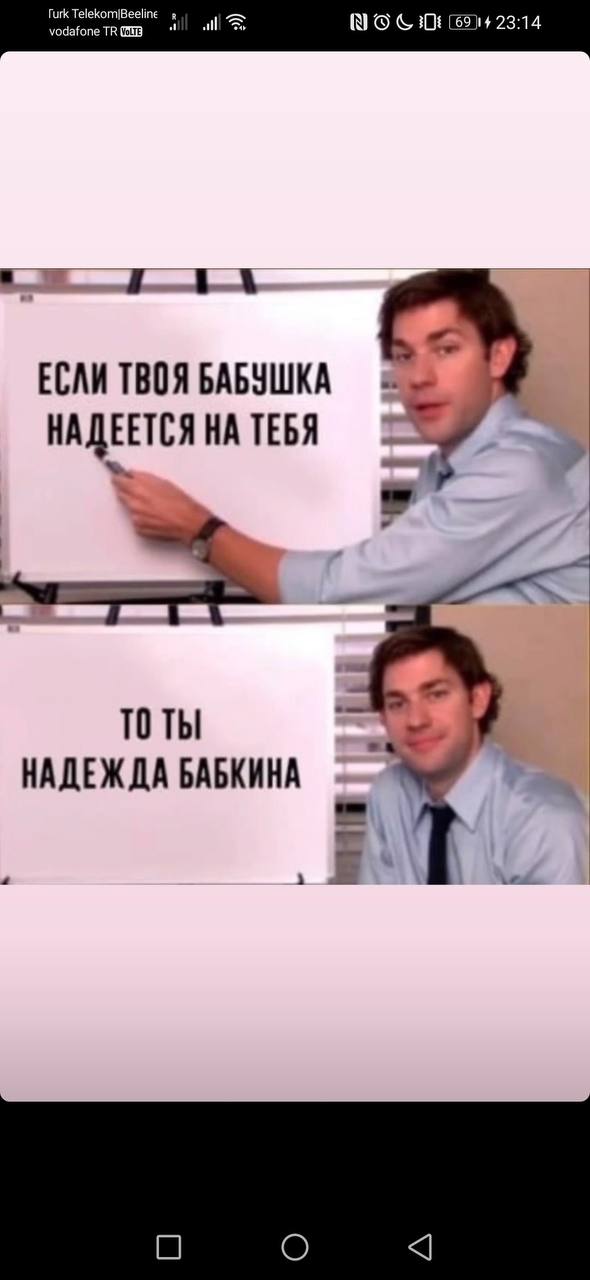 Turk Telekom|Beeline
vodafone TR VoLTE
R
69
23:14
ЕСЛИ ТВОЯ БАБУШКА
НАДЕЕТСЯ НА ТЕБЯ
ТО ТЫ
НАДЕЖДА БАБКИНА